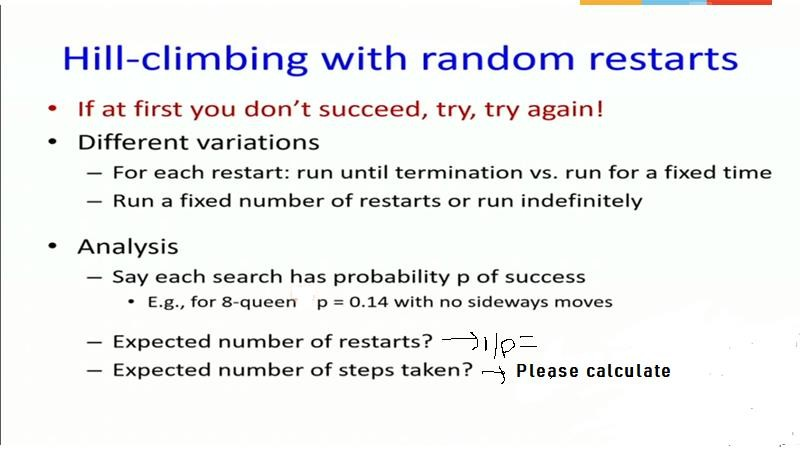 Hill-climbing with random restarts
• If at first you don't succeed, try, try again!
• Different variations
– For each restart: run until termination vs. run for a fixed time
– Run a fixed number of restarts or run indefinitely
• Analysis
– Say each search has probability p of success
• E.g., for 8-queen p = 0.14 with no sideways moves
– Expected number of restarts? → 1/p =
– Expected number of steps taken? → Please calculate